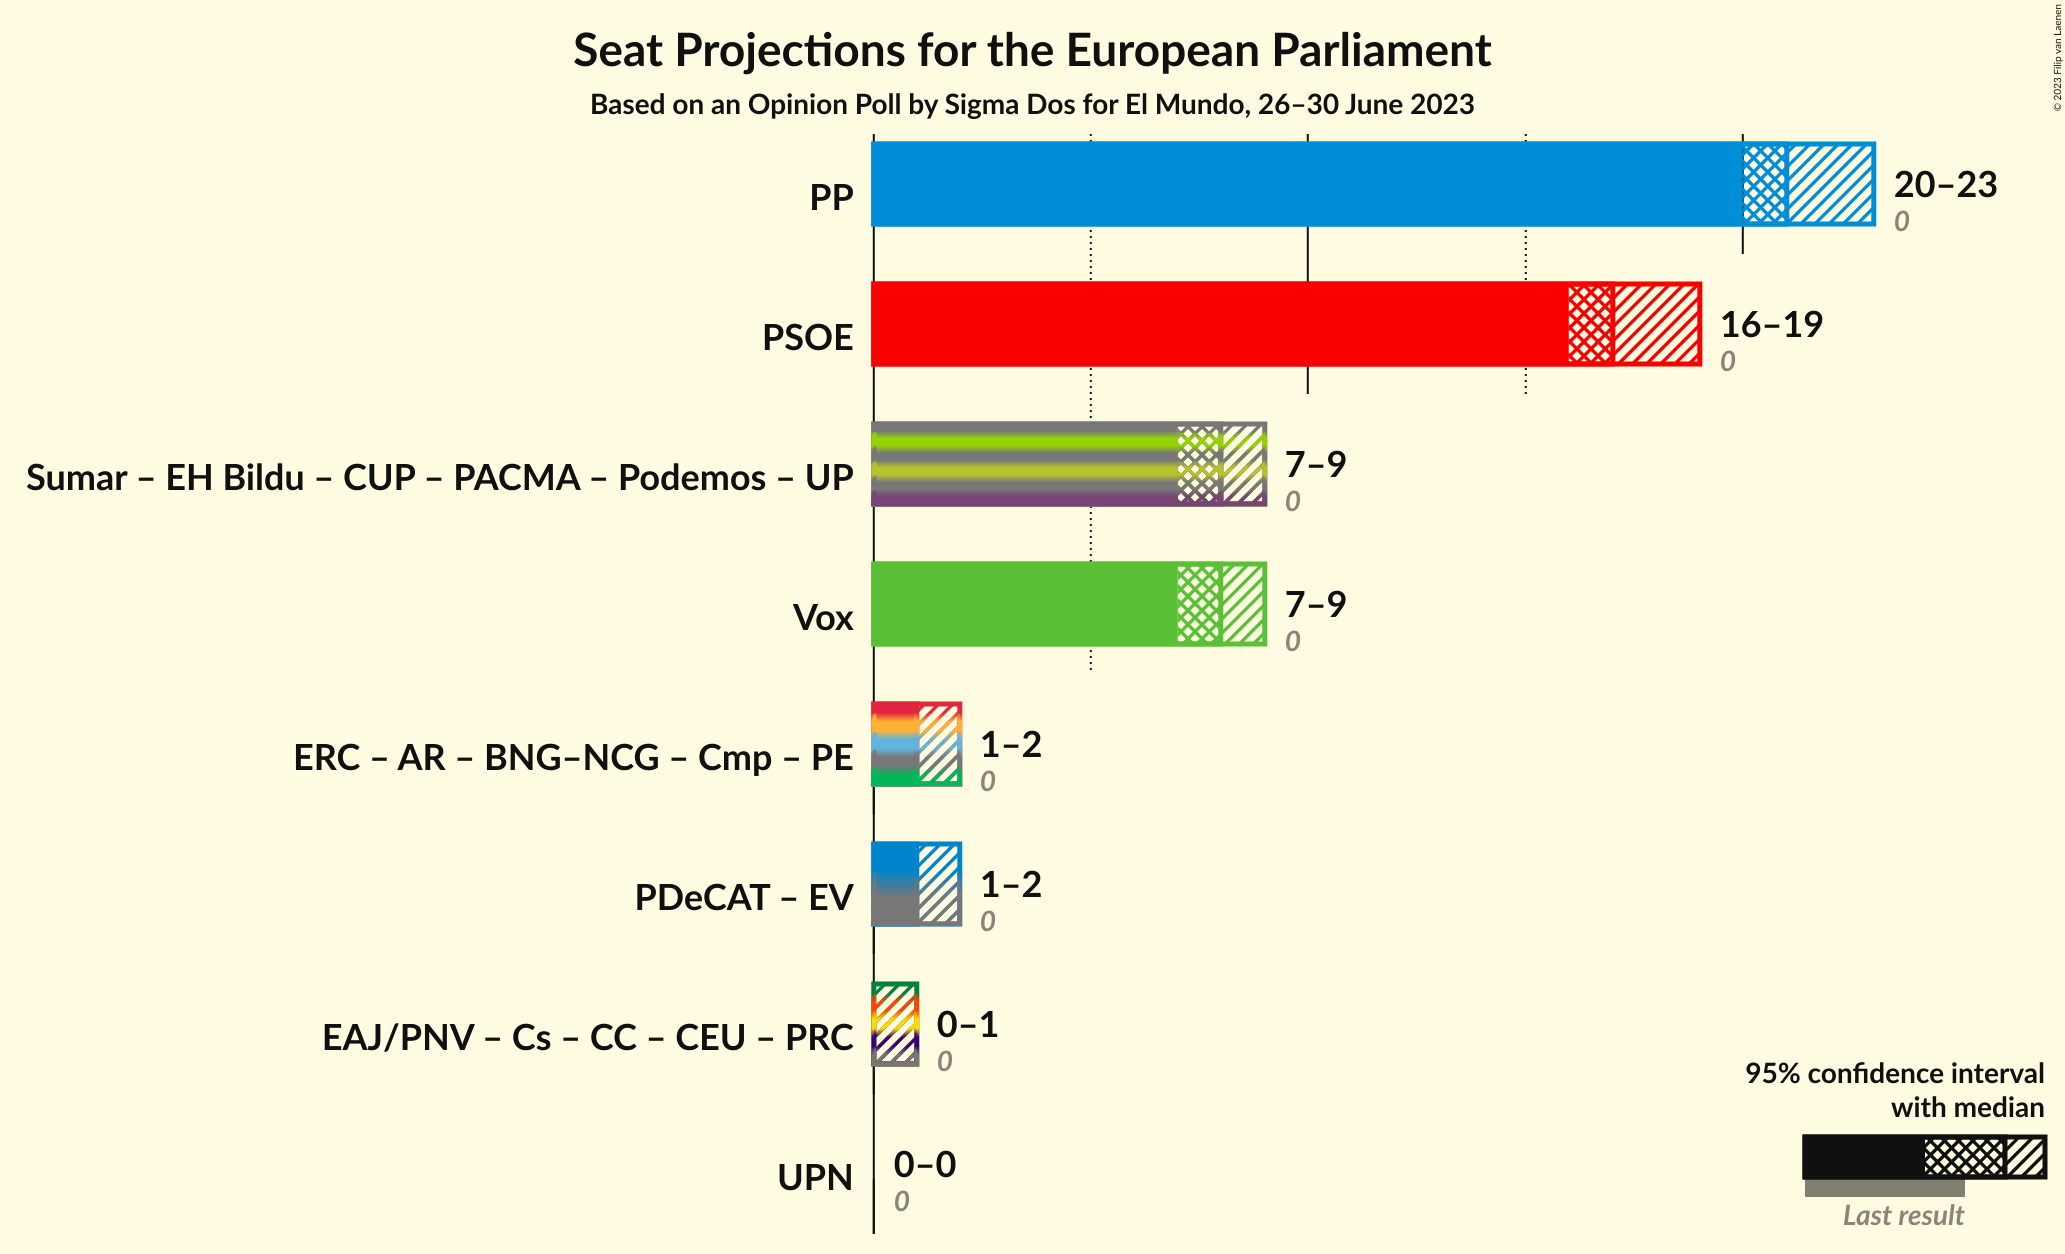 Seat Projections for the European Parliament
Based on an Opinion Poll by Sigma Dos for El Mundo, 26–30 June 2023
© 2023 Filip van Laenen
PP
20–23
0
PSOE
16–19
0
Sumar – EH Bildu – CUP – PACMA – Podemos – UP
7–9
0
Vox
7–9
0
ERC – AR – BNG–NCG – Cmp – PE
1–2
0
PDeCAT – EV
1–2
0
EAJ/PNV – Cs – CC – CEU – PRC
0–1
0
UPN
0–0
0
95% confidence interval
with median
Last result